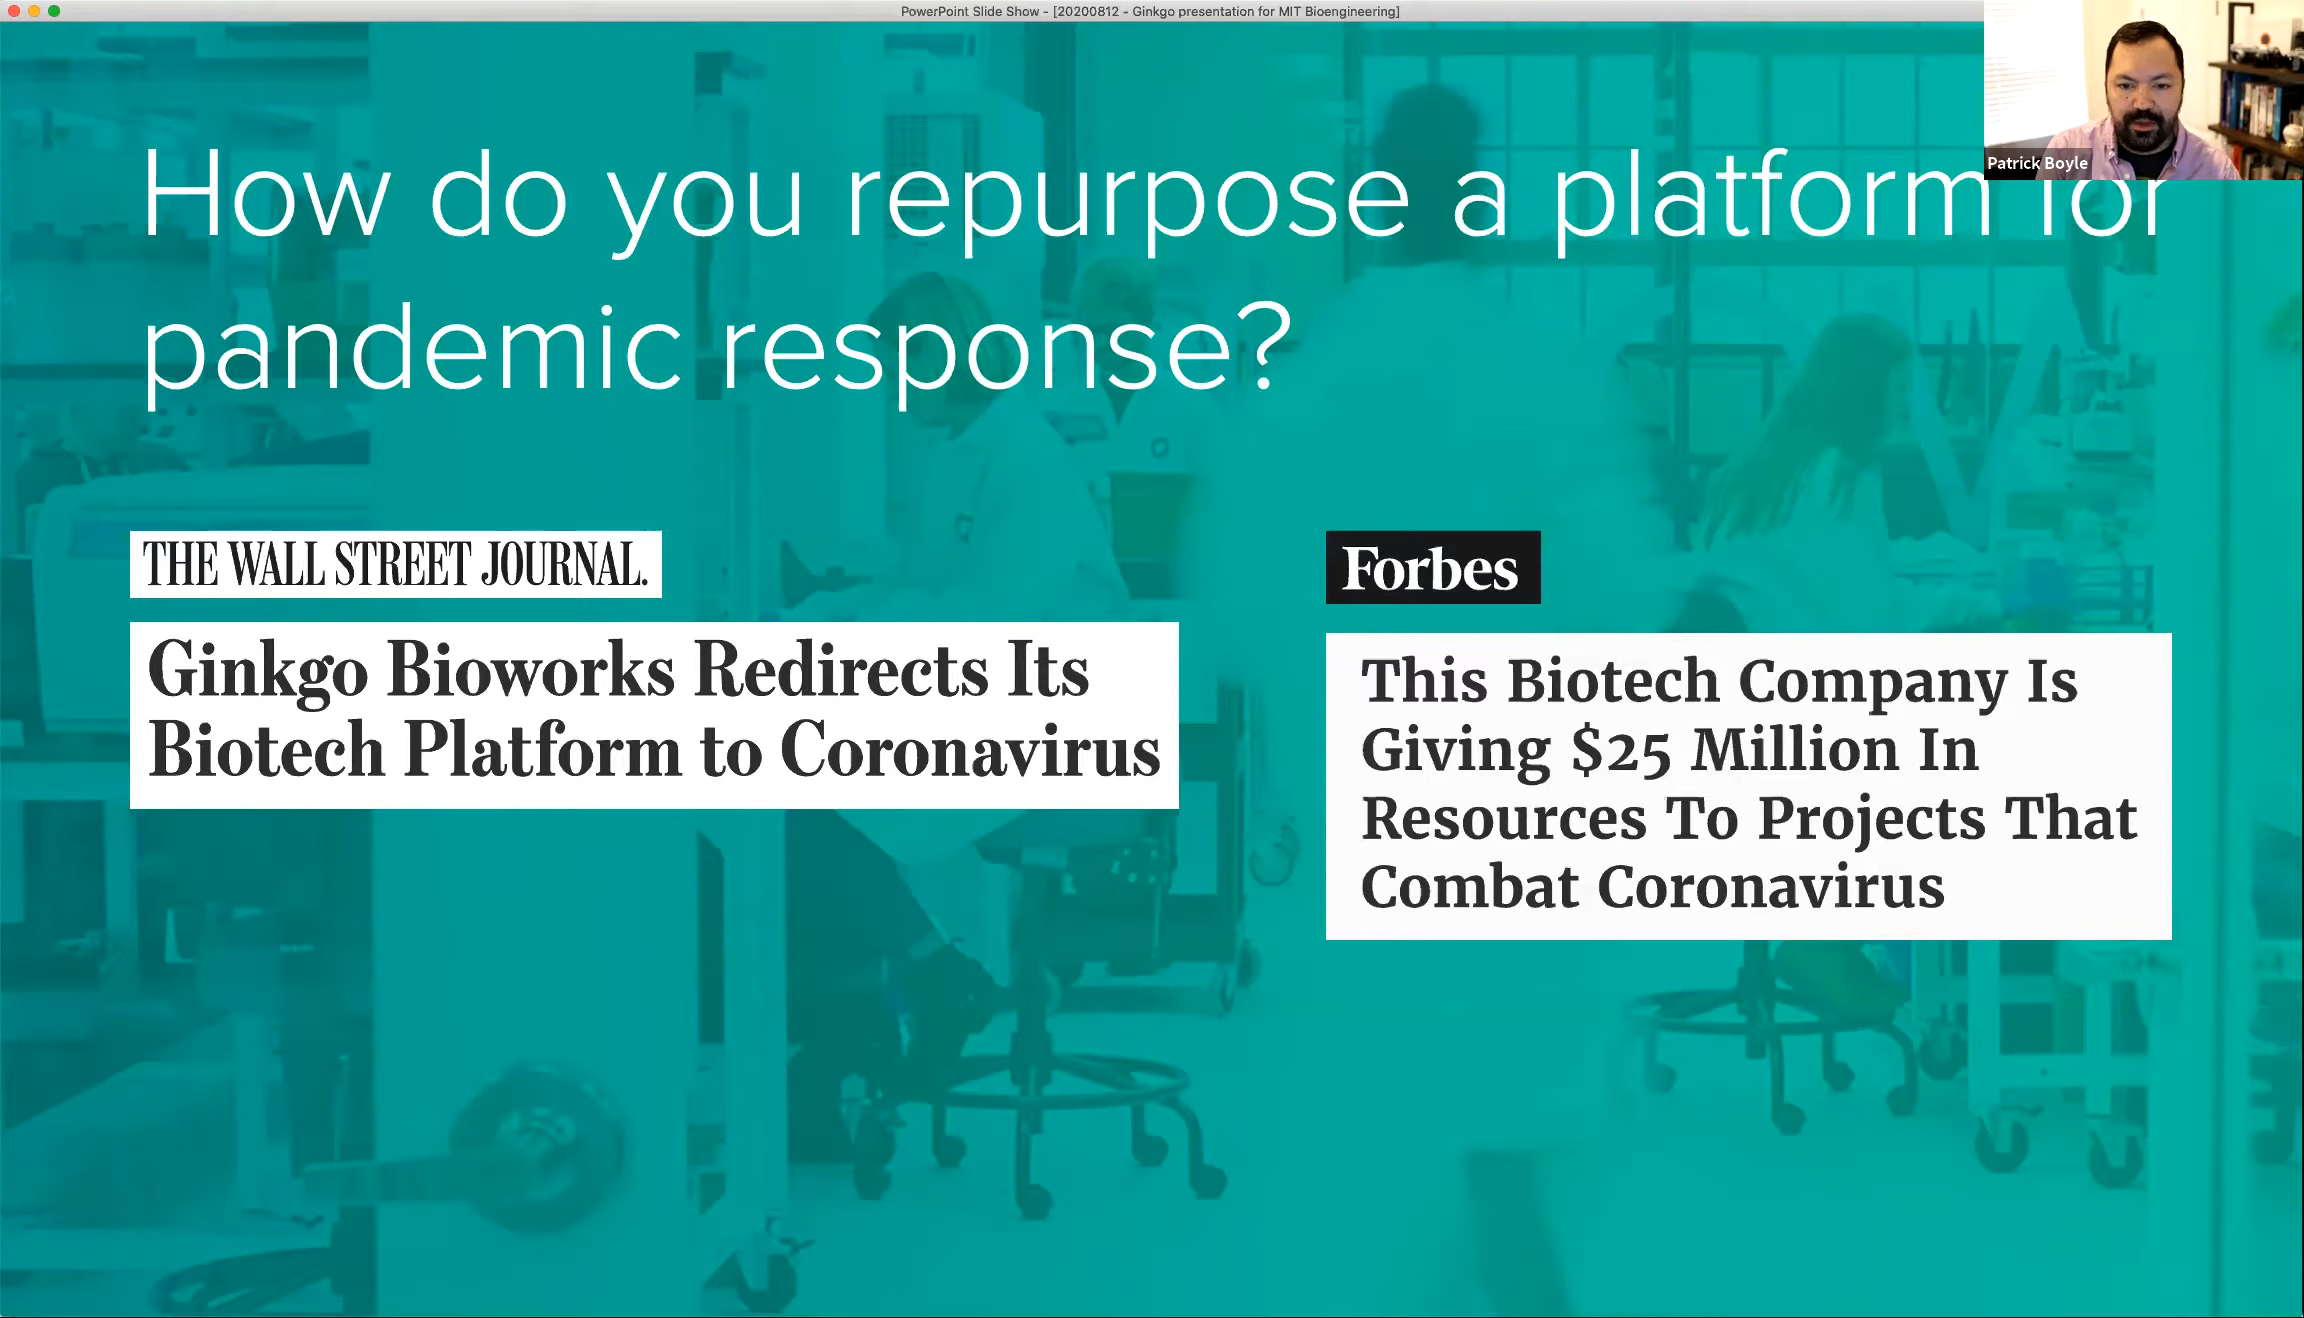 PowerPoint Slide Show - [20200812 - Ginkgo presentation for MIT Bioengineering]
Patrick Boyle
How do you repurpose a platform for
pandemic response?
THE WALL STREET JOURNAL.
Ginkgo Bioworks Redirects Its
Biotech Platform to Coronavirus
Forbes
This Biotech Company Is
Giving $25 Million In
Resources To Projects That
Combat Coronavirus